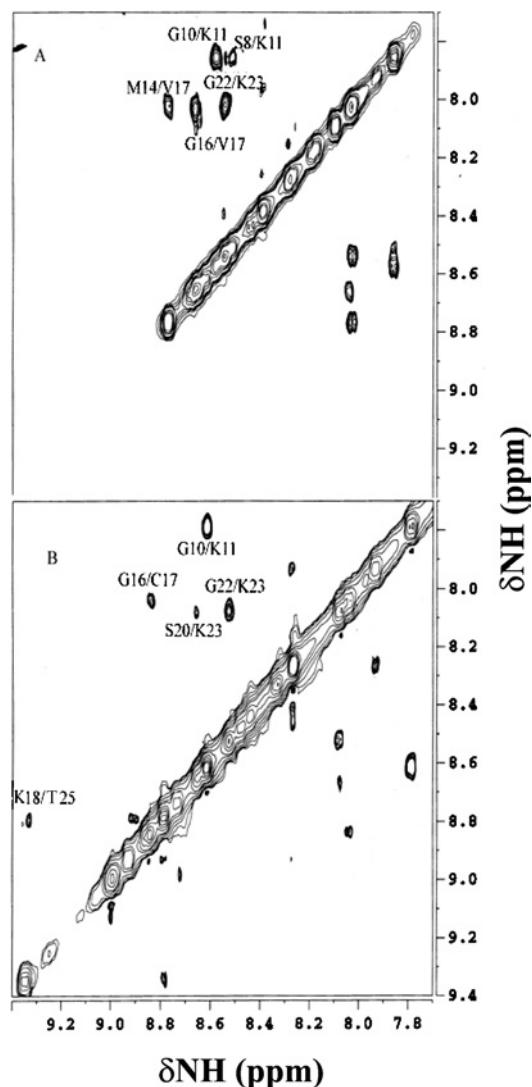 A
G10/K11
S8/K11
M14/V17
G22/K23
G16/V17
8.0
8.2
8.4
8.6
8.8
9.0
9.2
δNH (ppm)
B
G10/K11
G16/C17
G22/K23
S20/K23
K18/T25
8.0
8.2
8.4
8.6
8.8
9.0
9.2
9.4
9.2 9.0 8.8 8.6 8.4 8.2 8.0 7.8
δNH (ppm)